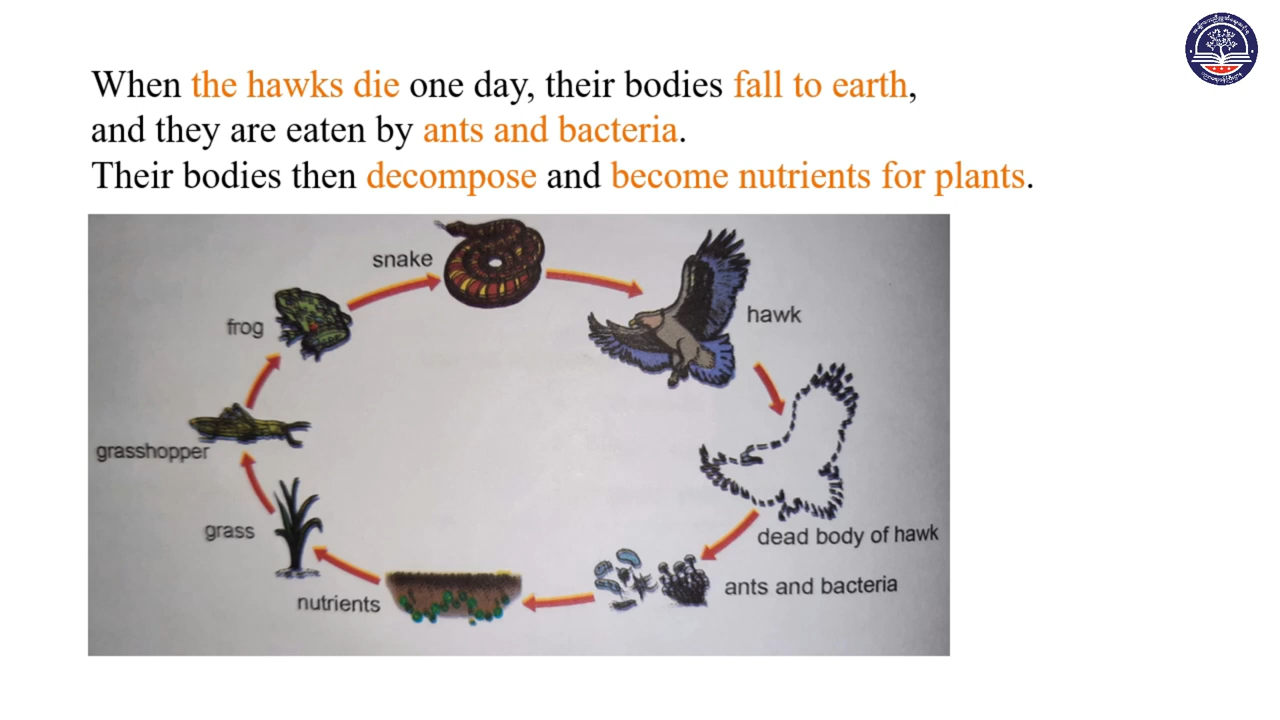 When the hawks die one day, their bodies fall to earth,
and they are eaten by ants and bacteria.
Their bodies then decompose and become nutrients for plants.
snake
hawk
frog
grasshopper
grass
dead body of hawk
ants and bacteria
nutrients